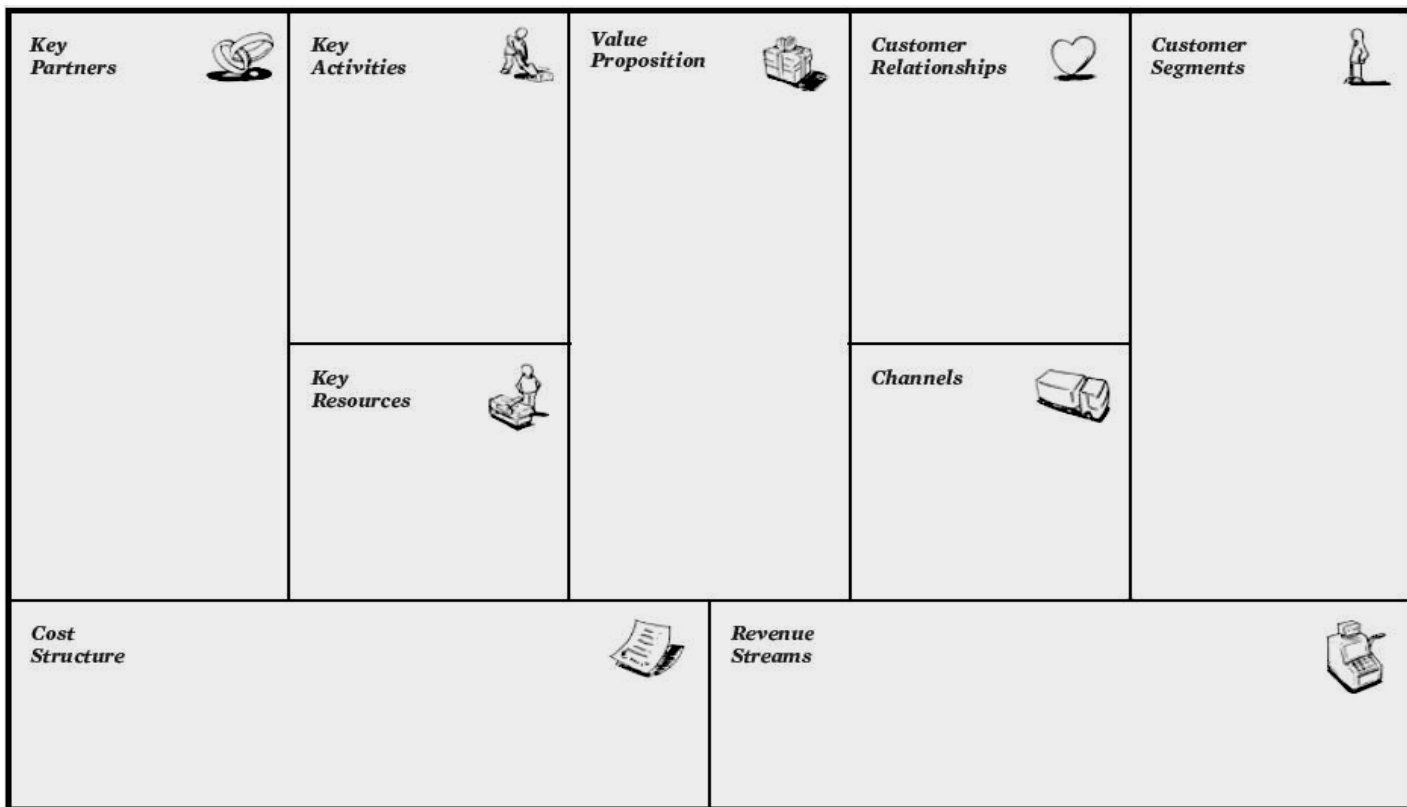 Key
Partners
Key
Activities
Value
Proposition
Customer
Relationships
Customer
Segments
Key
Resources
Channels
Cost
Structure
Revenue
Streams